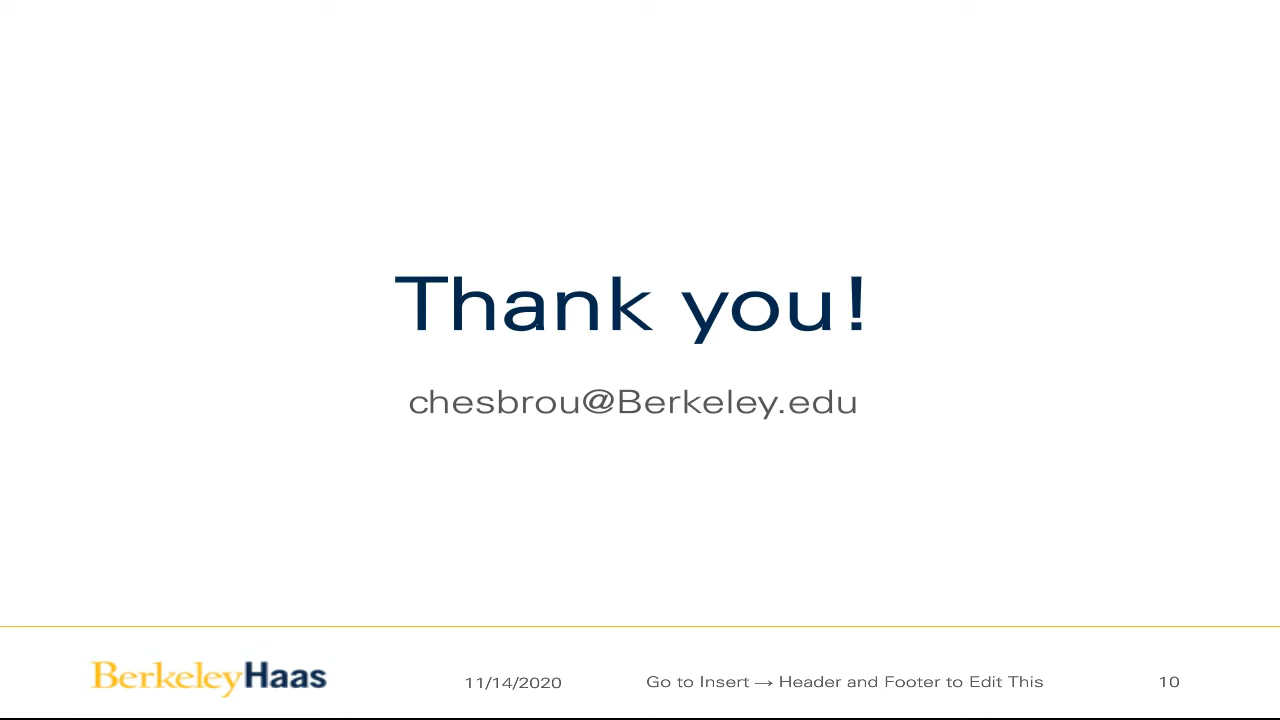 Thank you!
chesbrou@Berkeley.edu
BerkeleyHaas
11/14/2020
Go to Insert → Header and Footer to Edit This
10